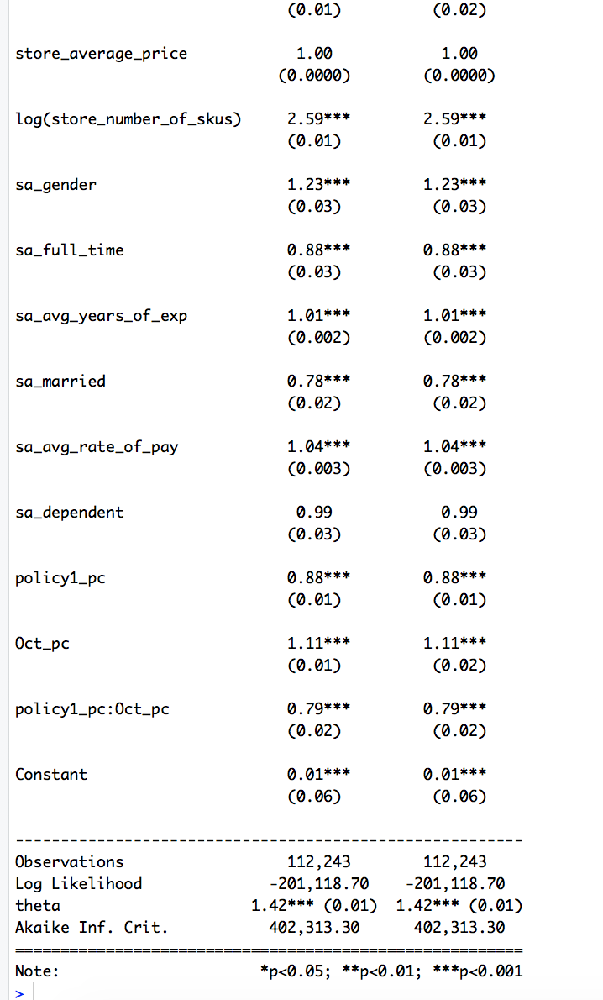 (0.01) (0.02)
store_average_price 1.00 1.00
(0.0000) (0.0000)
log(store_number_of_skus) 2.59*** 2.59***
(0.01) (0.01)
sa_gender 1.23*** 1.23***
(0.03) (0.03)
sa_full_time 0.88*** 0.88***
(0.03) (0.03)
sa_avg_years_of_exp 1.01*** 1.01***
(0.002) (0.002)
sa_married 0.78*** 0.78***
(0.02) (0.02)
sa_avg_rate_of_pay 1.04*** 1.04***
(0.003) (0.003)
sa_dependent 0.99 0.99
(0.03) (0.03)
policy1_pc 0.88*** 0.88***
(0.01) (0.01)
Oct_pc 1.11*** 1.11***
(0.01) (0.02)
policy1_pc:Oct_pc 0.79*** 0.79***
(0.02) (0.02)
Constant 0.01*** 0.01***
(0.06) (0.06)
--------------------------------------------------------
Observations 112,243 112,243
Log Likelihood -201,118.70 -201,118.70
theta 1.42*** (0.01) 1.42*** (0.01)
Akaike Inf. Crit. 402,313.30 402,313.30
========================================================
Note: *p<0.05; **p<0.01; ***p<0.001
>